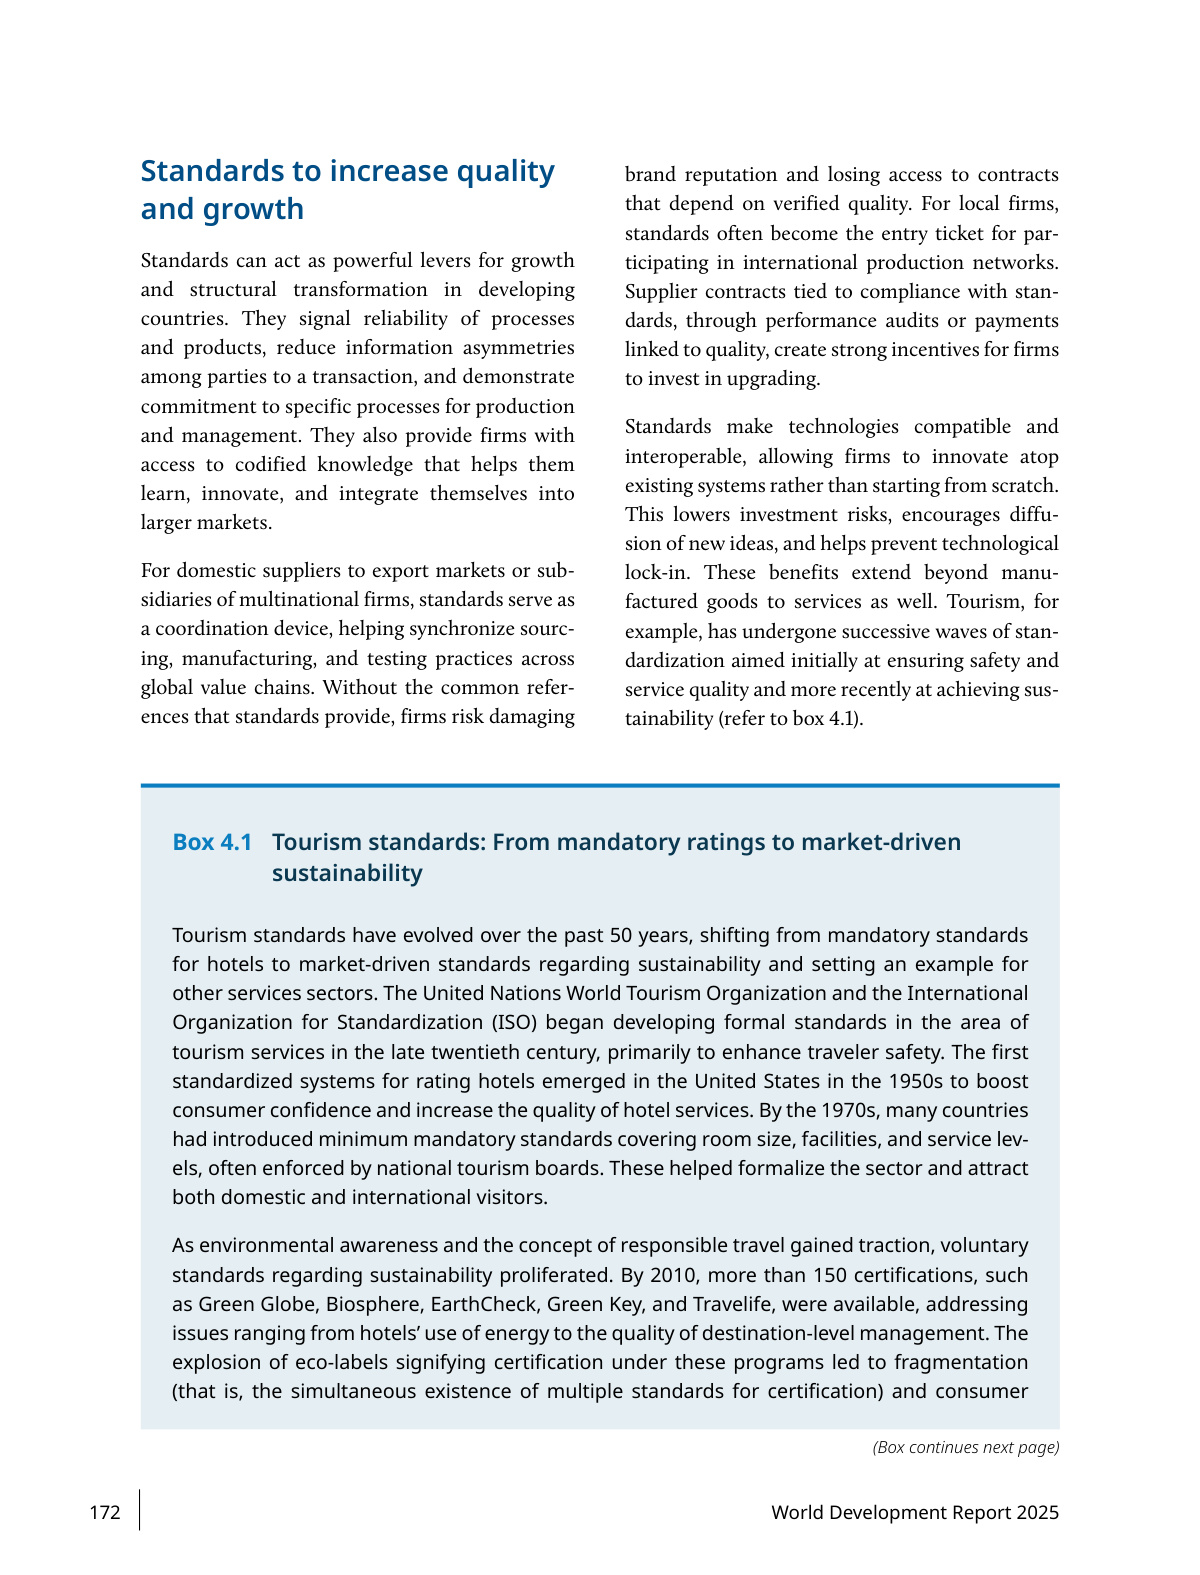 Standards to increase quality
and growth
Standards can act as powerful levers for growth
and structural transformation in developing
countries. They signal reliability of processes
and products, reduce information asymmetries
among parties to a transaction, and demonstrate
commitment to specific processes for production
and management. They also provide firms with
access to codified knowledge that helps them
learn, innovate, and integrate themselves into
larger markets.
For domestic suppliers to export markets or sub-
sidiaries of multinational firms, standards serve as
a coordination device, helping synchronize sourc-
ing, manufacturing, and testing practices across
global value chains. Without the common refer-
ences that standards provide, firms risk damaging
brand reputation and losing access to contracts
that depend on verified quality. For local firms,
standards often become the entry ticket for par-
ticipating in international production networks.
Supplier contracts tied to compliance with stan-
dards, through performance audits or payments
linked to quality, create strong incentives for firms
to invest in upgrading.
Standards make technologies compatible and
interoperable, allowing firms to innovate atop
existing systems rather than starting from scratch.
This lowers investment risks, encourages diffu-
sion of new ideas, and helps prevent technological
lock-in. These benefits extend beyond manu-
factured goods to services as well. Tourism, for
example, has undergone successive waves of stan-
dardization aimed initially at ensuring safety and
service quality and more recently at achieving sus-
tainability (refer to box 4.1).
Box 4.1 Tourism standards: From mandatory ratings to market-driven
sustainability
Tourism standards have evolved over the past 50 years, shifting from mandatory standards
for hotels to market-driven standards regarding sustainability and setting an example for
other services sectors. The United Nations World Tourism Organization and the International
Organization for Standardization (ISO) began developing formal standards in the area of
tourism services in the late twentieth century, primarily to enhance traveler safety. The first
standardized systems for rating hotels emerged in the United States in the 1950s to boost
consumer confidence and increase the quality of hotel services. By the 1970s, many countries
had introduced minimum mandatory standards covering room size, facilities, and service lev-
els, often enforced by national tourism boards. These helped formalize the sector and attract
both domestic and international visitors.
As environmental awareness and the concept of responsible travel gained traction, voluntary
standards regarding sustainability proliferated. By 2010, more than 150 certifications, such
as Green Globe, Biosphere, EarthCheck, Green Key, and Travelife, were available, addressing
issues ranging from hotels’ use of energy to the quality of destination-level management. The
explosion of eco-labels signifying certification under these programs led to fragmentation
(that is, the simultaneous existence of multiple standards for certification) and consumer
(Box continues next page)
172
World Development Report 2025